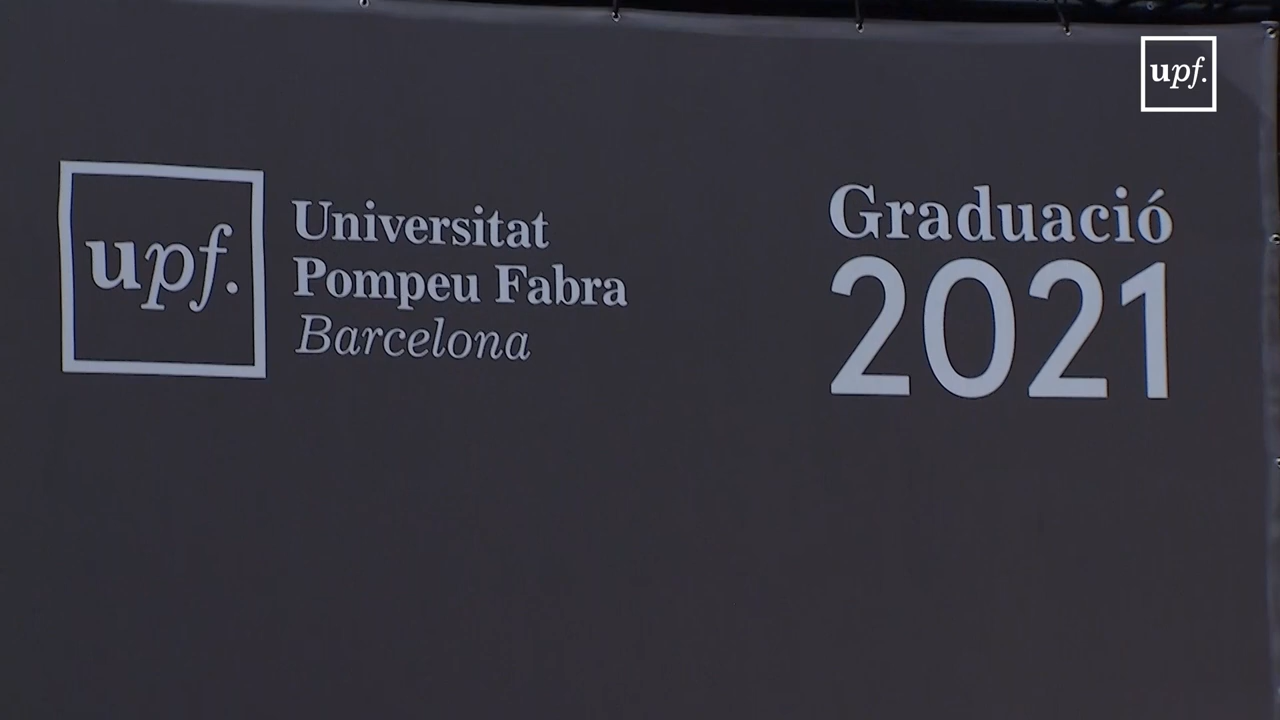 upf.
upf.
Universitat
Pompeu Fabra
Barcelona
Graduació
2021